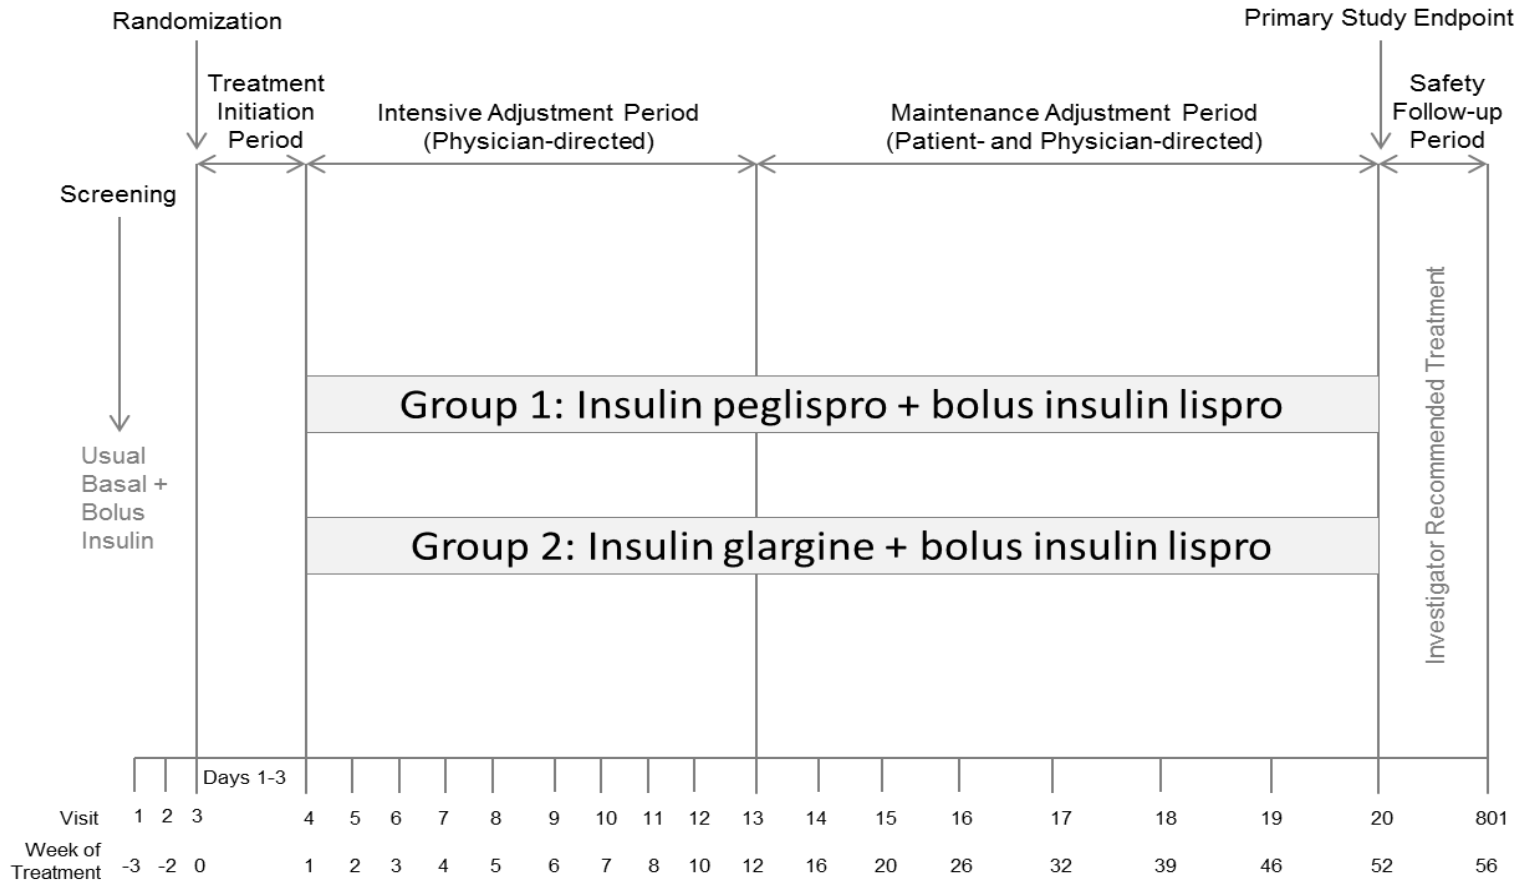 Randomization
Primary Study Endpoint
Treatment
Initiation
Period
Intensive Adjustment Period
(Physician-directed)
Maintenance Adjustment Period
(Patient- and Physician-directed)
Safety
Follow-up
Period
Screening
Usual
Basal +
Bolus
Insulin
Group 1: Insulin peglispro + bolus insulin lispro
Group 2: Insulin glargine + bolus insulin lispro
Investigator Recommended Treatment
Days 1-3
Visit 1 2 3 4 5 6 7 8 9 10 11 12 13 14 15 16 17 18 19 20 801
Week of
Treatment -3 -2 0 1 2 3 4 5 6 7 8 10 12 16 20 26 32 39 46 52 56